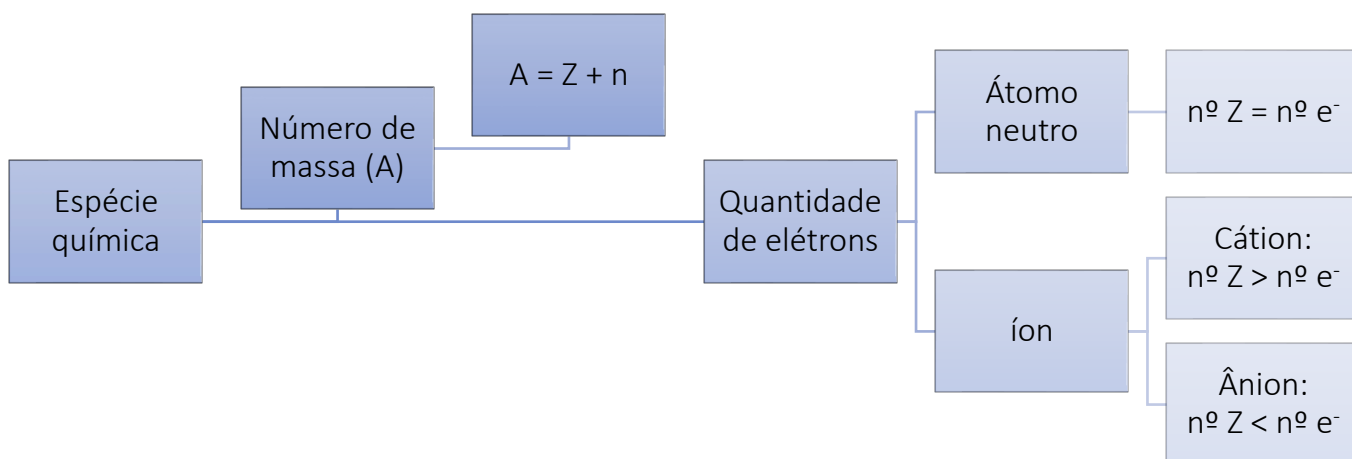 Espécie
química
Número de
massa (A)
A = Z + n
Quantidade
de elétrons
Átomo
neutro
nº Z = nº e⁻
íon
Cátion:
nº Z > nº e⁻
Ânion:
nº Z < nº e⁻